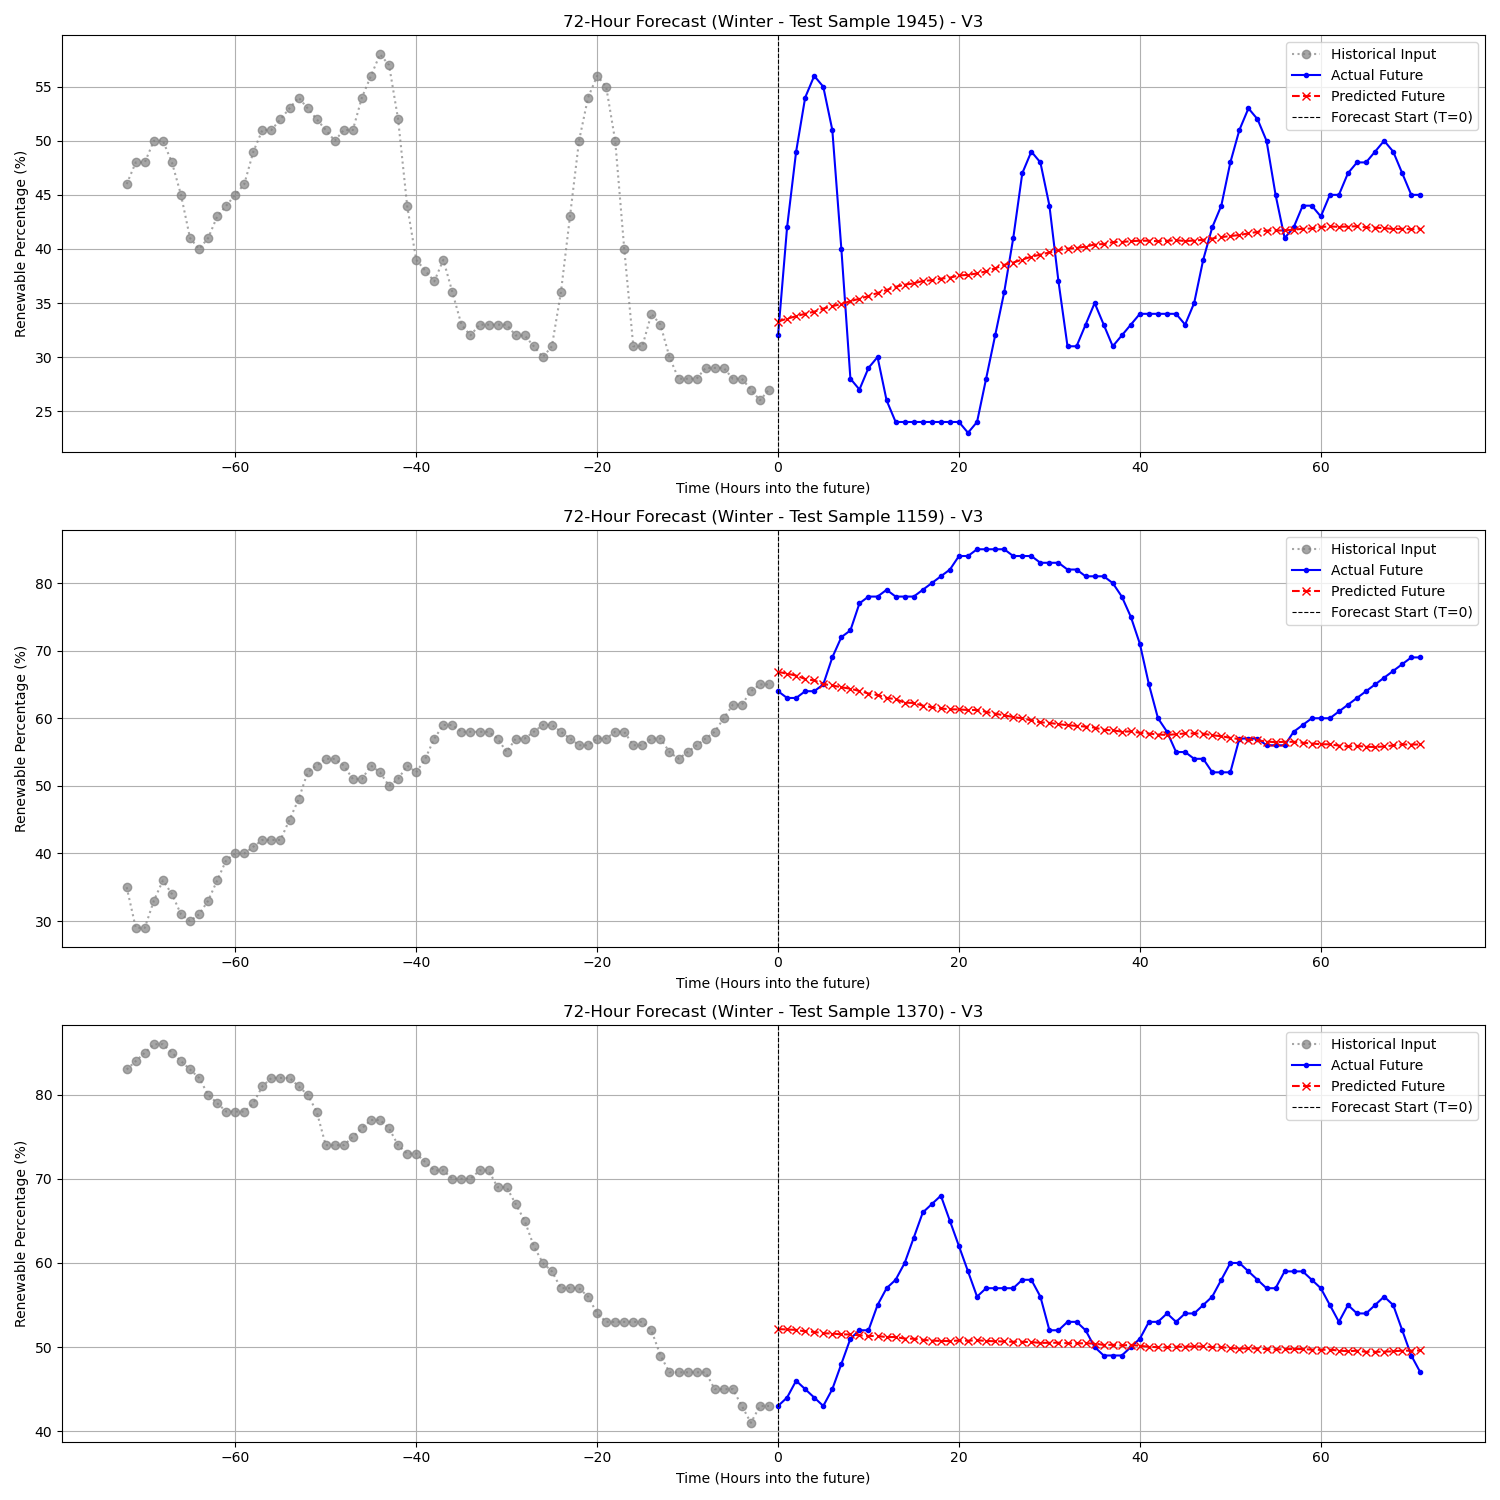 72-Hour Forecast (Winter - Test Sample 1945) - V3
Renewable Percentage (%)
55
50
45
40
35
30
25
Historical Input
Actual Future
Predicted Future
Forecast Start (T=0)
−60 −40 −20 0 20 40 60
Time (Hours into the future)
72-Hour Forecast (Winter - Test Sample 1159) - V3
Renewable Percentage (%)
80
70
60
50
40
30
Historical Input
Actual Future
Predicted Future
Forecast Start (T=0)
−60 −40 −20 0 20 40 60
Time (Hours into the future)
72-Hour Forecast (Winter - Test Sample 1370) - V3
Renewable Percentage (%)
80
70
60
50
40
Historical Input
Actual Future
Predicted Future
Forecast Start (T=0)
−60 −40 −20 0 20 40 60
Time (Hours into the future)